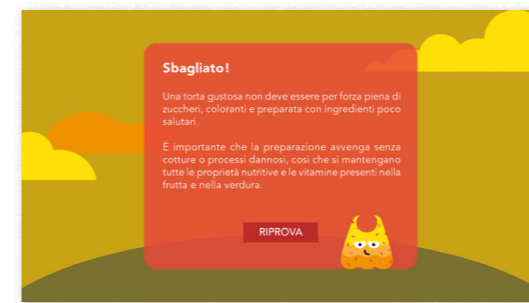 Sbagliato!
Una torta gustosa non deve essere per forza piena di
zuccheri, coloranti e preparata con ingredienti poco
salutari.
È importante che la preparazione avvenga senza
cotture o processi dannosi, così che si mantengano
tutte le proprietà nutritive e le vitamine presenti nella
frutta e nella verdura.
RIPROVA